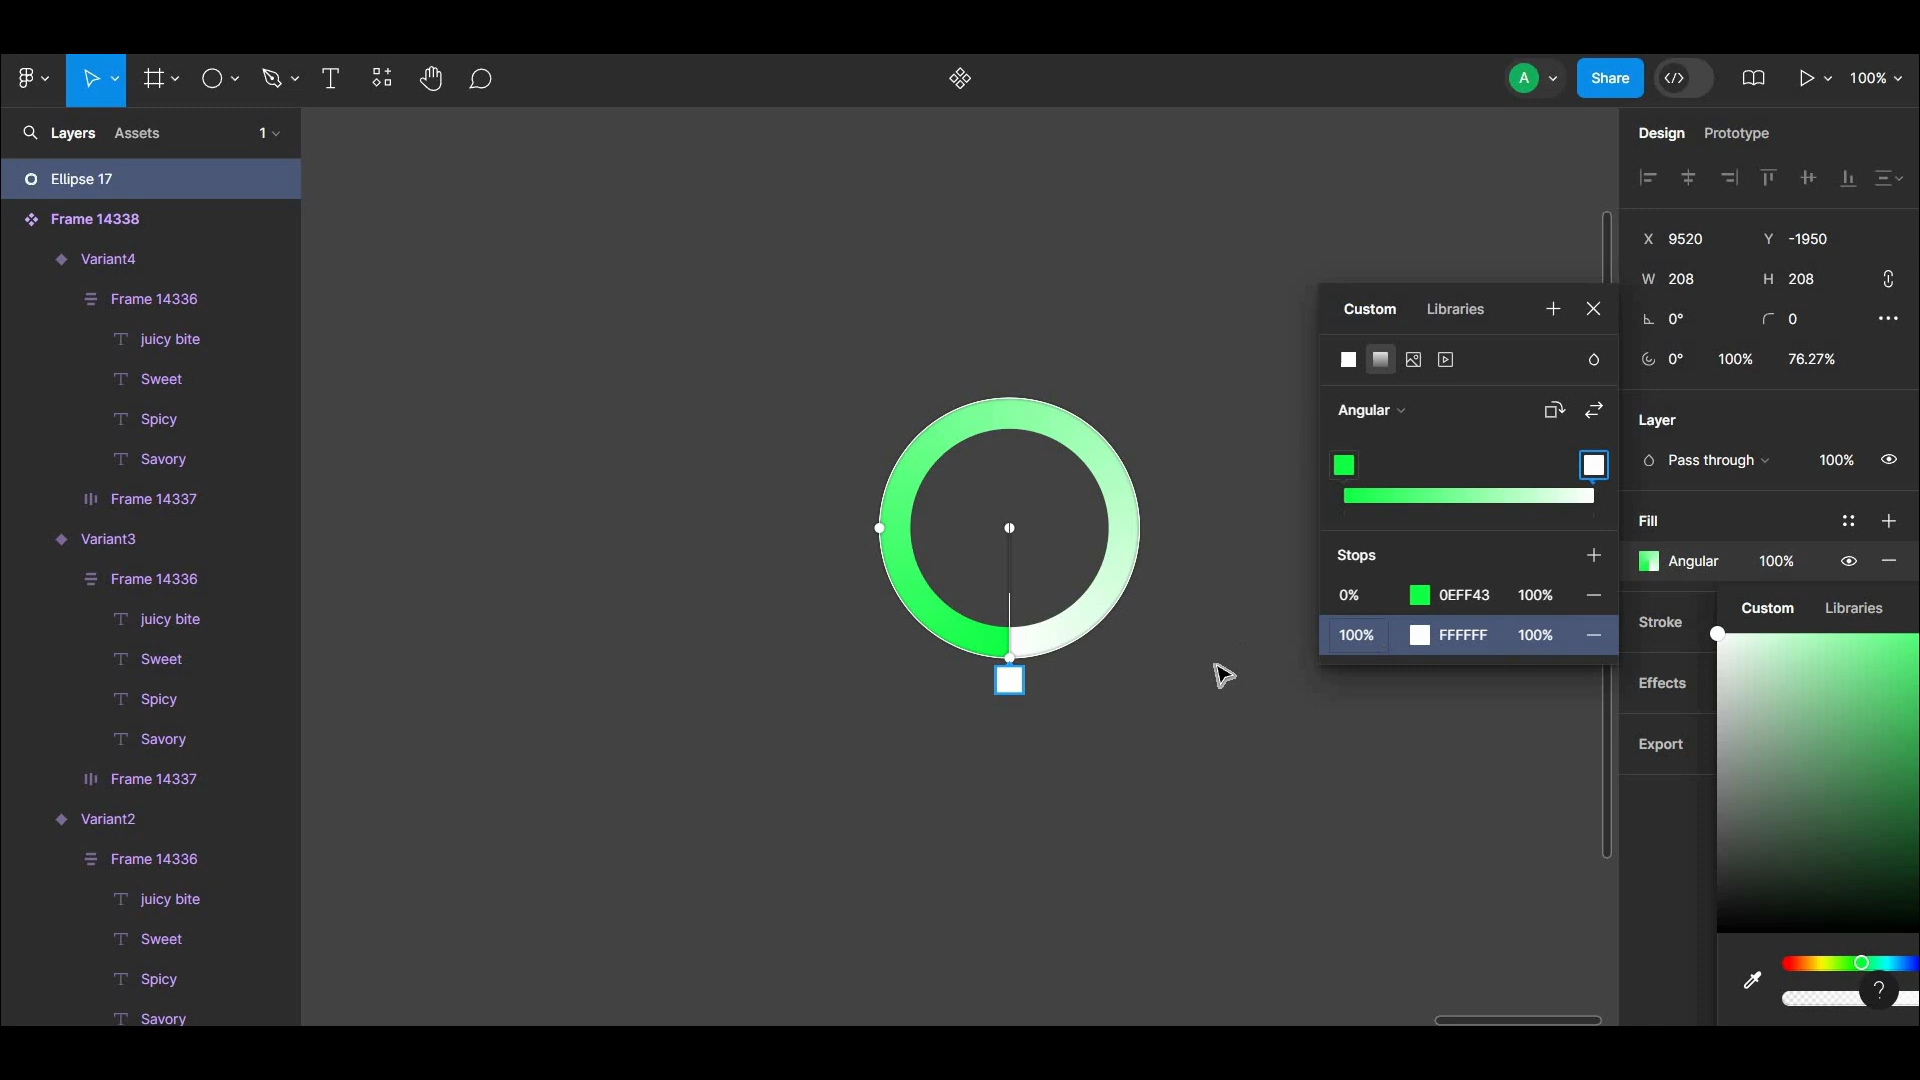 A
Share
100%
Layers
Assets
1
Design
Prototype
Ellipse 17
Frame 14338
Variant4
Frame 14336
juicy bite
Sweet
Spicy
Savory
Frame 14337
Variant3
Frame 14336
juicy bite
Sweet
Spicy
Savory
Frame 14337
Variant2
Frame 14336
juicy bite
Sweet
Spicy
Savory
Custom
Libraries
Angular
Stops
0% 0EFF43 100%
100% FFFFFF 100%
X 9520 Y -1950
W 208 H 208
0° 0
0° 100% 76.27%
Layer
Pass through 100%
Fill
Angular 100%
Custom
Libraries
Stroke
Effects
Export
?